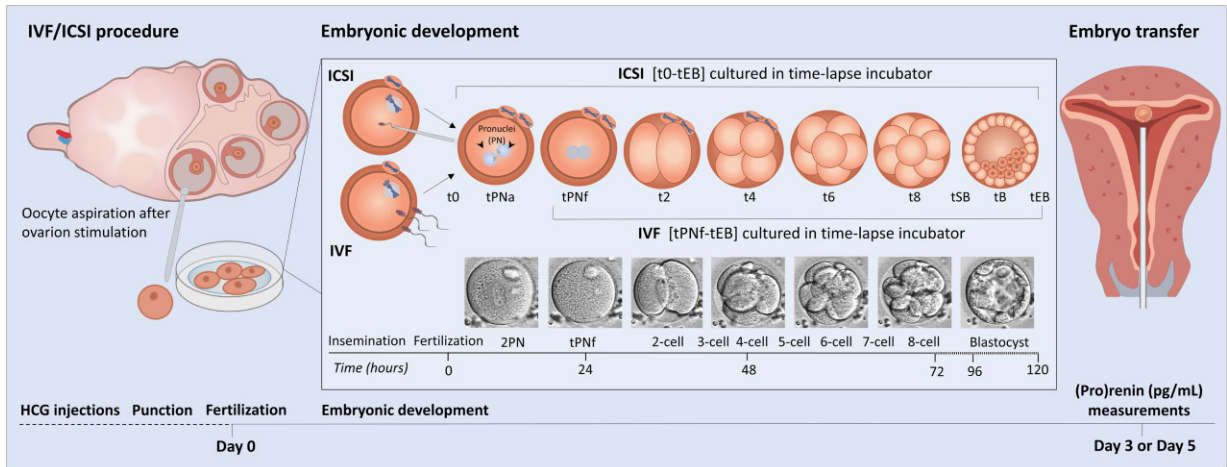 IVF/ICSI procedure
Embryonic development
Embryo transfer
ICSI
ICSI [t0-tEB] cultured in time-lapse incubator
Pronuclei
(PN)
t0
tPNa
tPNf
t2
t4
t6
t8
tSB
tB
tEB
IVF
IVF [tPNf-tEB] cultured in time-lapse incubator
Oocyte aspiration after
ovarion stimulation
Insemination Fertilization 2PN tPNf 2-cell 3-cell 4-cell 5-cell 6-cell 7-cell 8-cell Blastocyst
Time (hours) 0 24 48 72 96 120
(Pro)renin (pg/mL)
measurements
HCG injections Punction Fertilization Embryonic development
Day 0 Day 3 or Day 5